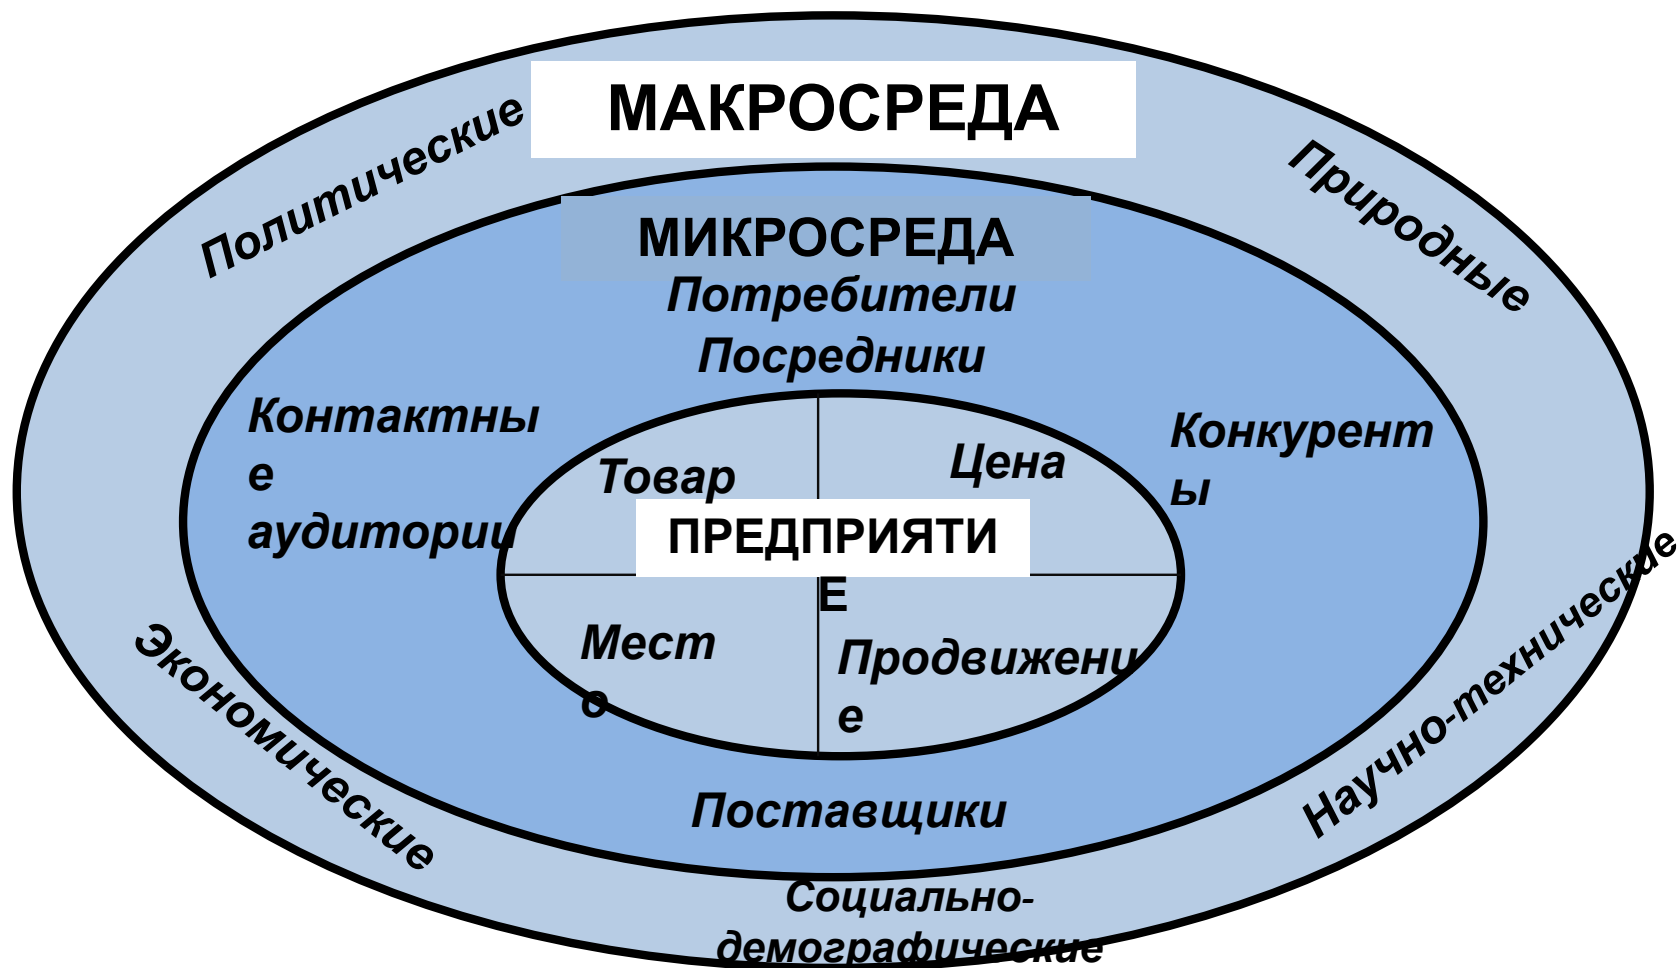 МАКРОСРЕДА
Политические
Природные
МИКРОСРЕДА
Потребители
Посредники
Контактны
е
аудитории
Конкурент
ы
Товар
Цена
ПРЕДПРИЯТИ
Е
Мест
о
Продвижени
е
Экономические
Научно-технические
Поставщики
Социально-
демографические